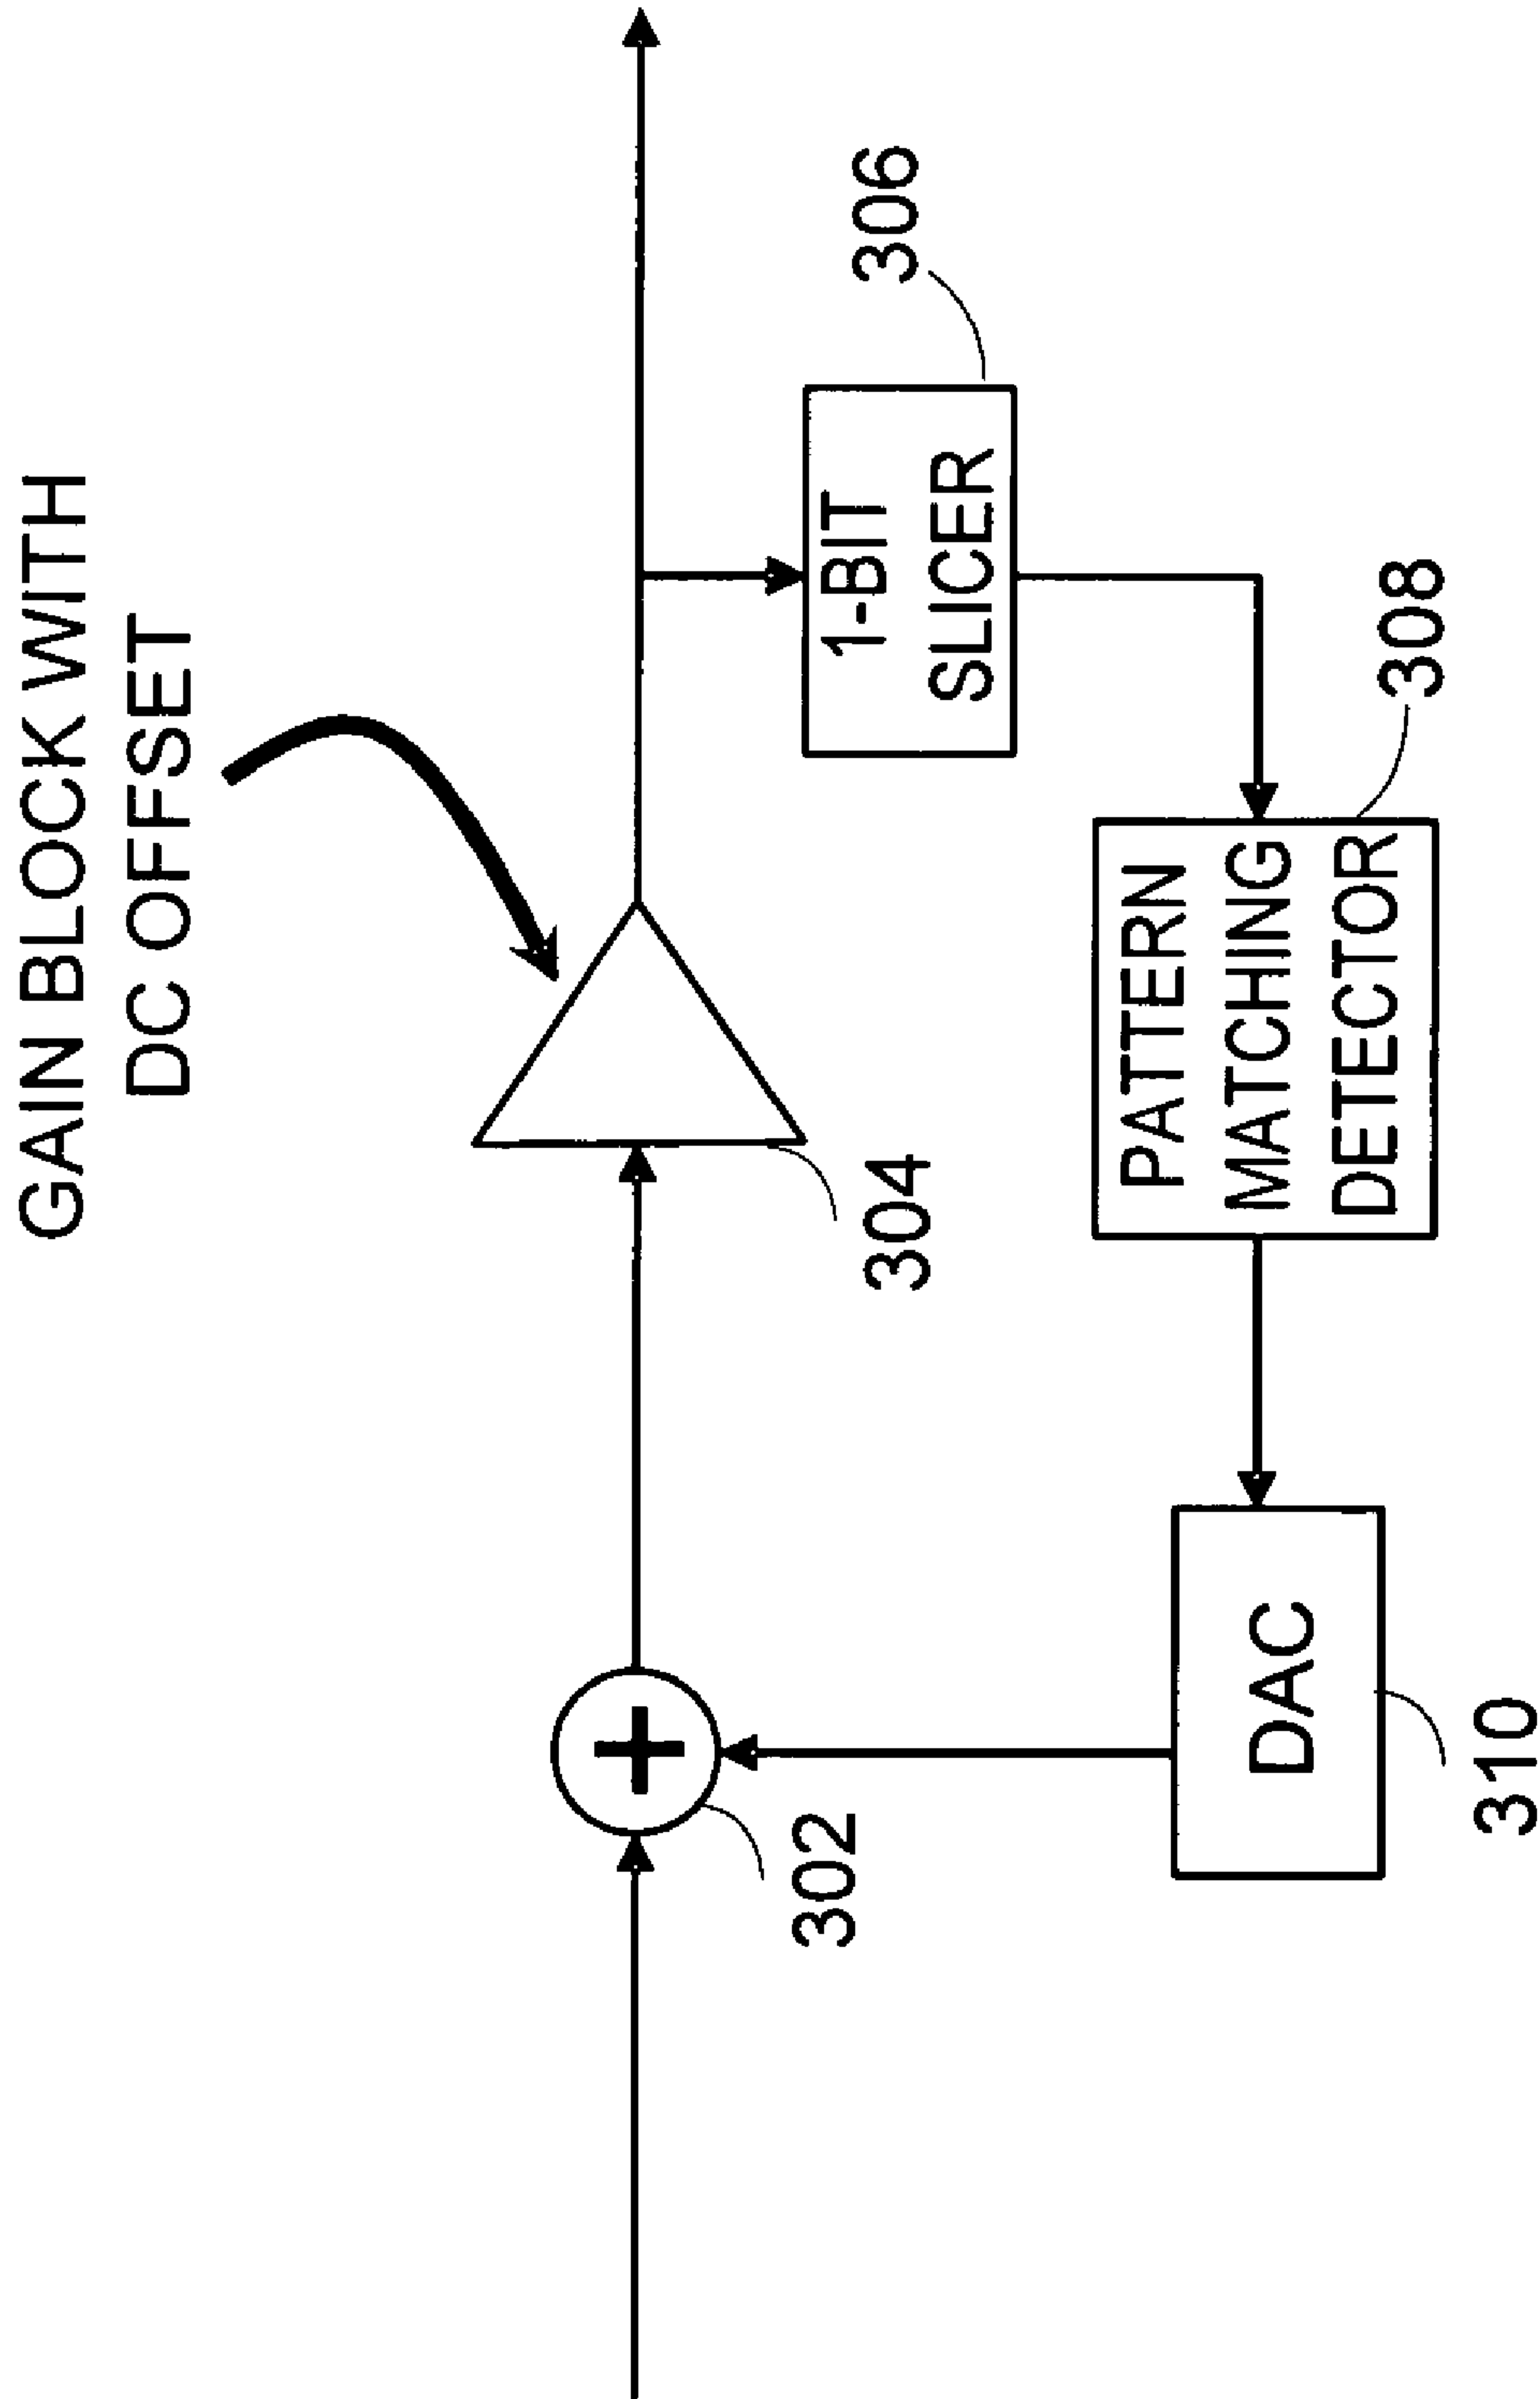 GAIN BLOCK WITH
DC OFFSET
302
+
304
306
1-BIT
SLICER
308
PATTERN
MATCHING
DETECTOR
DAC
310